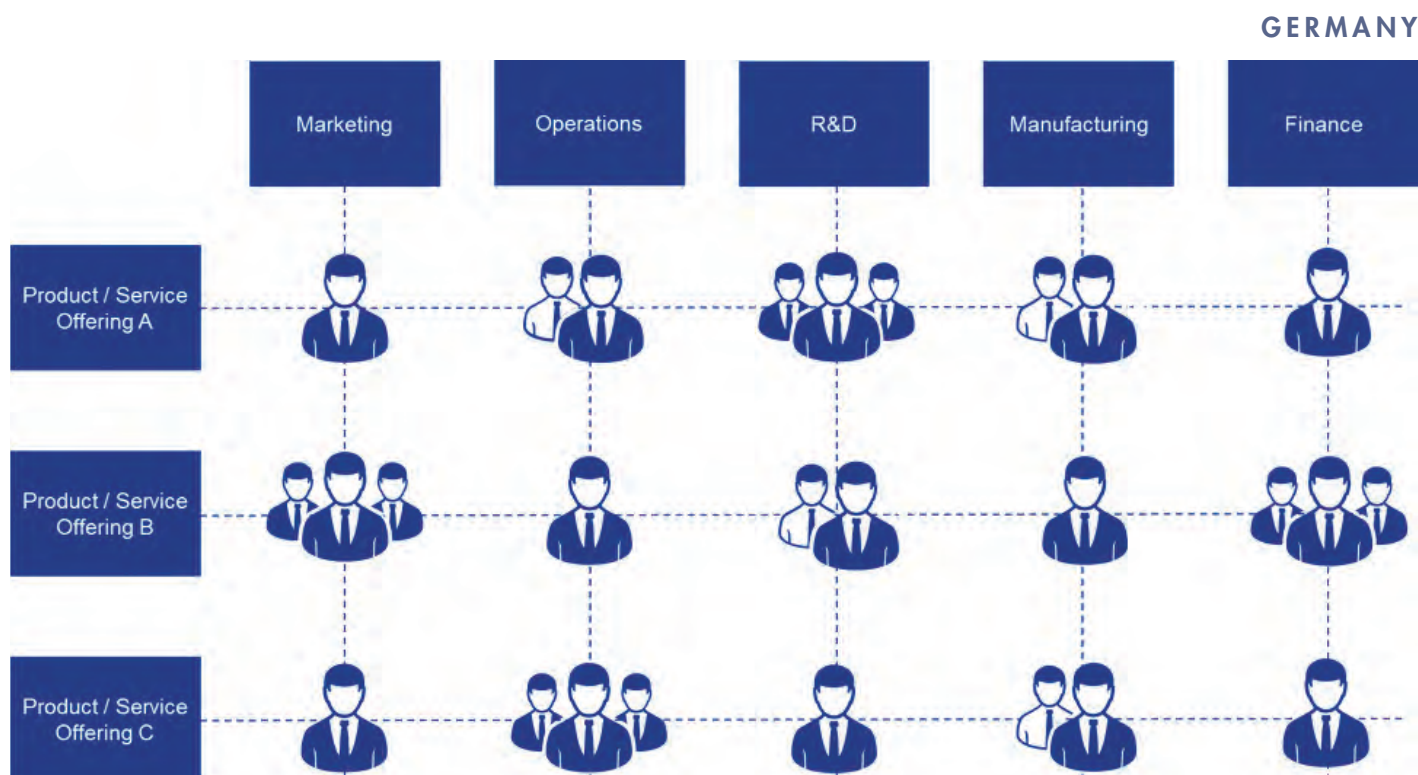 GERMANY
Marketing
Operations
R&D
Manufacturing
Finance
Product / Service
Offering A
Product / Service
Offering B
Product / Service
Offering C